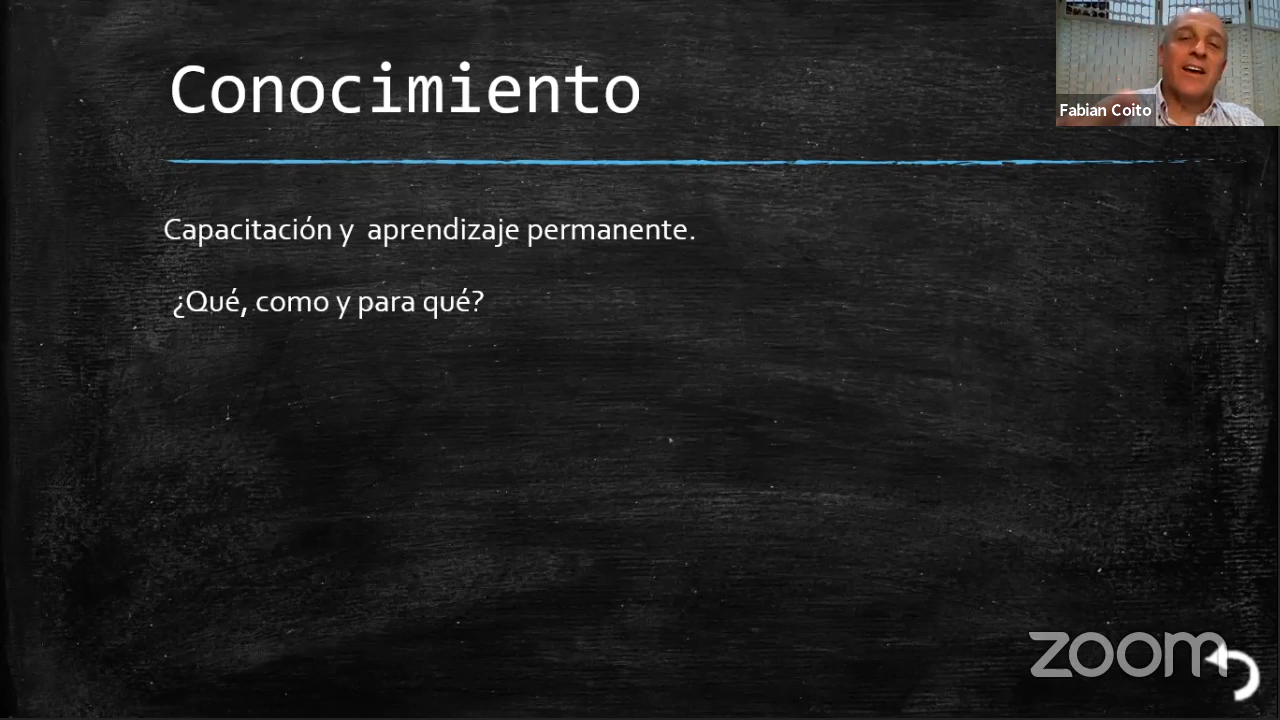 Conocimiento
Fabian Coito
Capacitación y  aprendizaje permanente.
¿Qué, como y para qué?
zoom